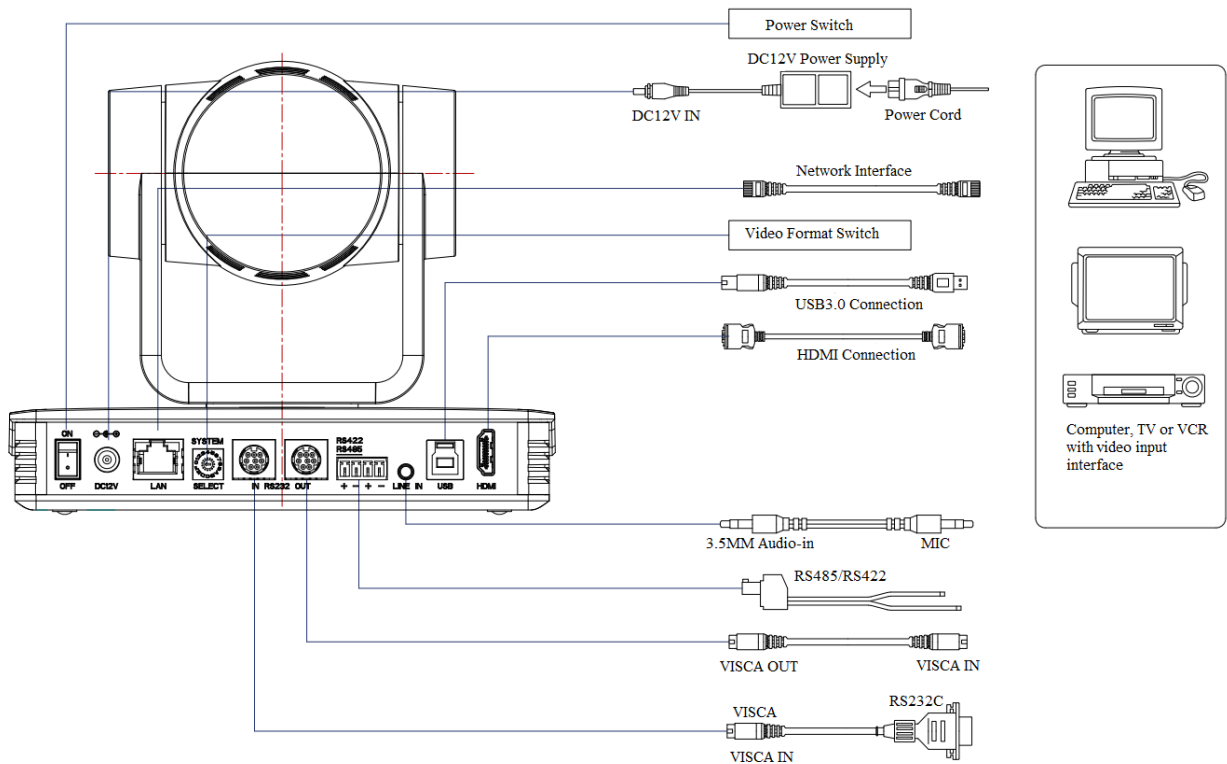 Power Switch
DC12V Power Supply
DC12V IN
Power Cord
Network Interface
Video Format Switch
USB3.0 Connection
HDMI Connection
Computer, TV or VCR
with video input
interface
ON
OFF
DC12V
LAN
SYSTEM
SELECT
IN RS232 OUT
RS422
RS485
+ - + -
LINE IN
USB
HDMI
3.5MM Audio-in
MIC
RS485/RS422
VISCA OUT
VISCA IN
VISCA
RS232C
VISCA IN